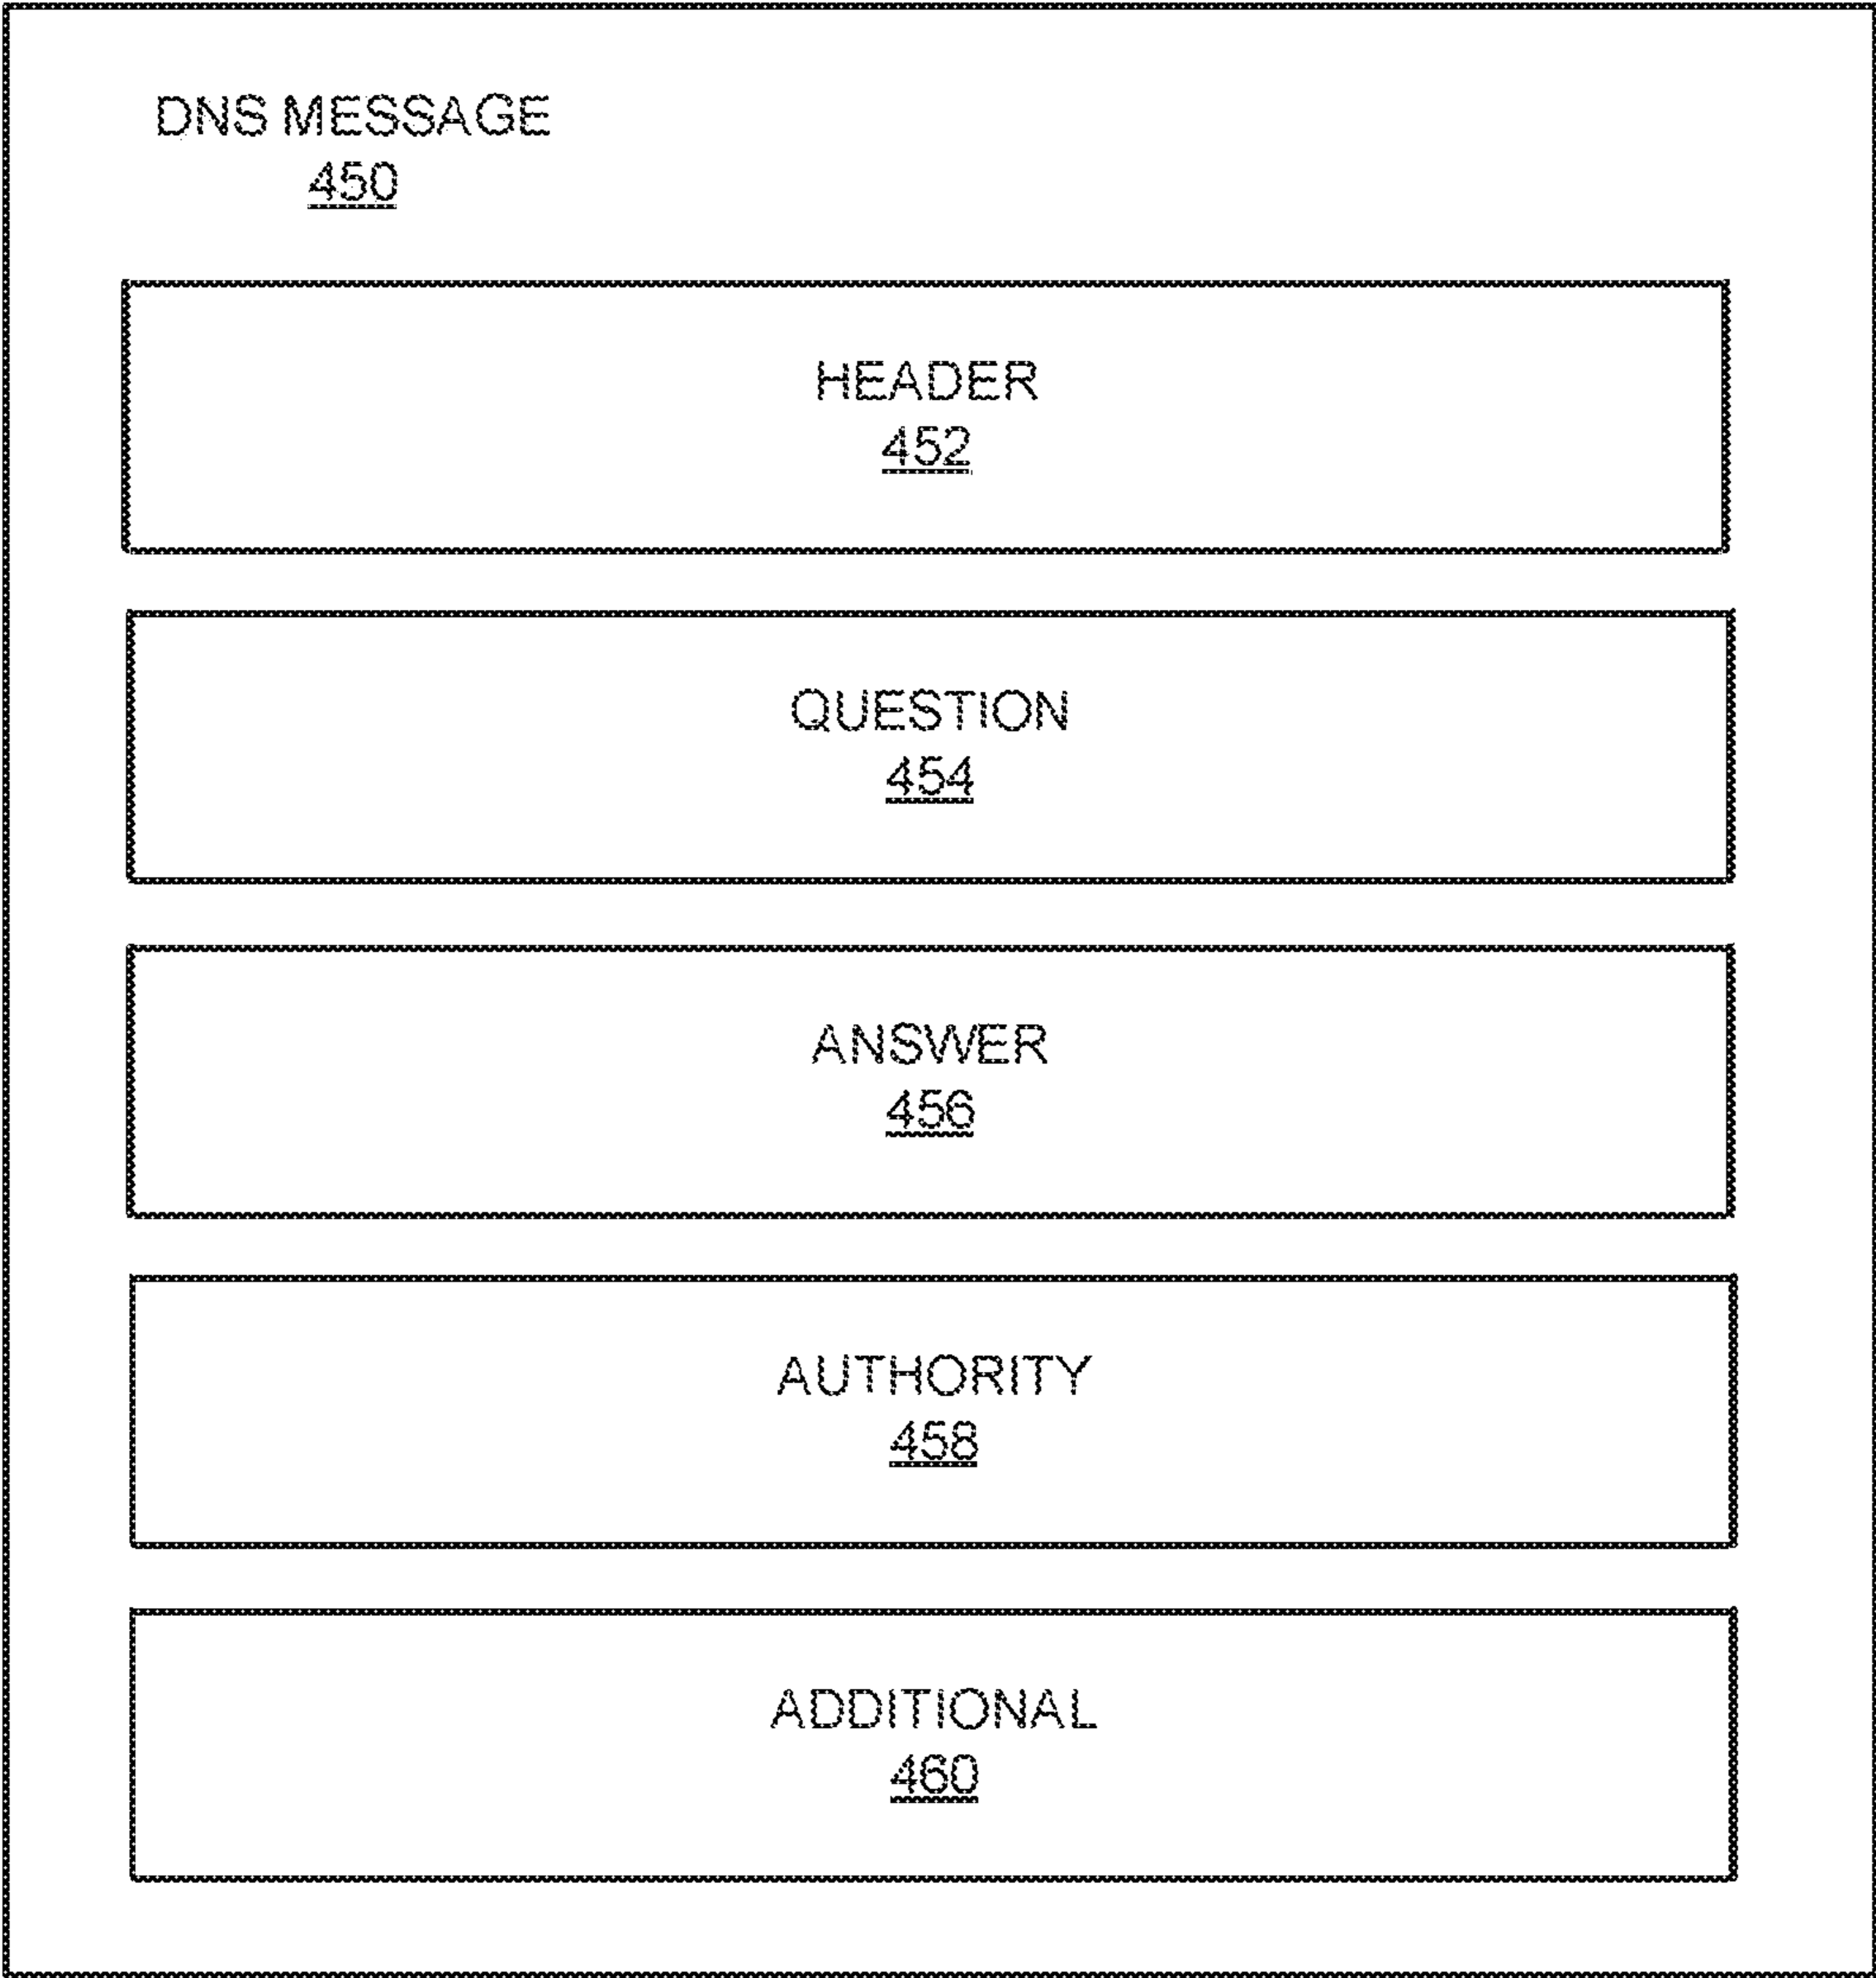 DNS MESSAGE
450
HEADER
452
QUESTION
454
ANSWER
456
AUTHORITY
458
ADDITIONAL
460